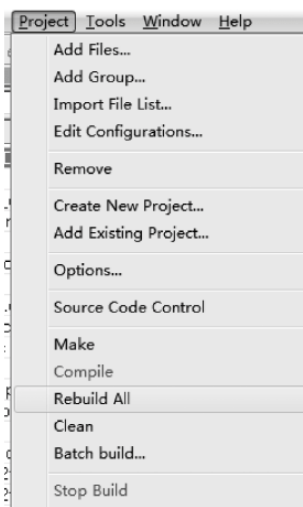 Project Tools Window Help
Add Files...
Add Group...
Import File List...
Edit Configurations...
Remove
Create New Project...
Add Existing Project...
Options...
Source Code Control
Make
Compile
Rebuild All
Clean
Batch build...
Stop Build